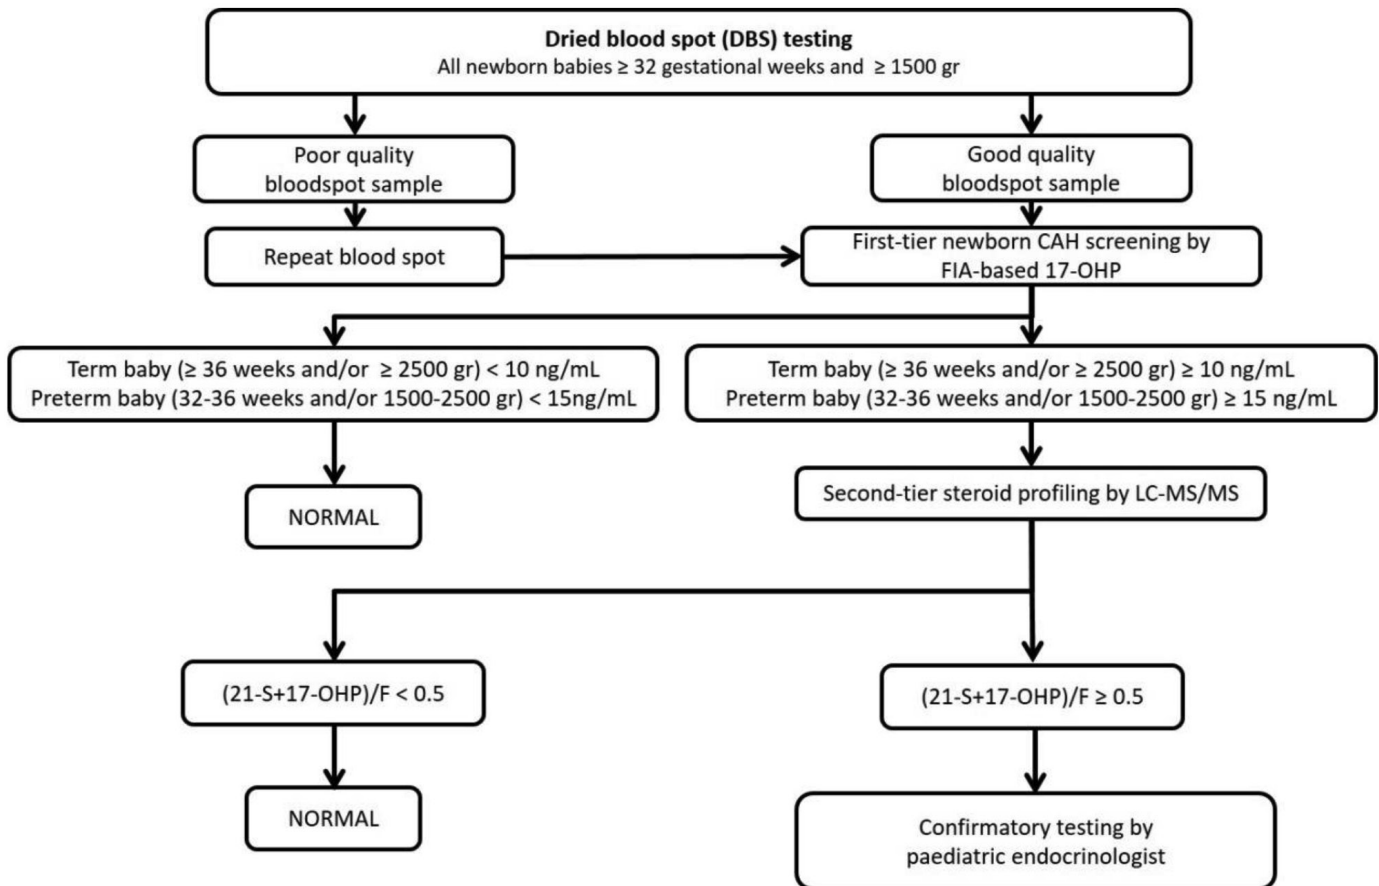 Dried blood spot (DBS) testing
All newborn babies ≥ 32 gestational weeks and ≥ 1500 gr
Poor quality
bloodspot sample
Good quality
bloodspot sample
Repeat blood spot
First-tier newborn CAH screening by
FIA-based 17-OHP
Term baby (≥ 36 weeks and/or ≥ 2500 gr) < 10 ng/mL
Preterm baby (32-36 weeks and/or 1500-2500 gr) < 15ng/mL
Term baby (≥ 36 weeks and/or ≥ 2500 gr) ≥ 10 ng/mL
Preterm baby (32-36 weeks and/or 1500-2500 gr) ≥ 15 ng/mL
NORMAL
Second-tier steroid profiling by LC-MS/MS
(21-S+17-OHP)/F < 0.5
(21-S+17-OHP)/F ≥ 0.5
NORMAL
Confirmatory testing by
paediatric endocrinologist